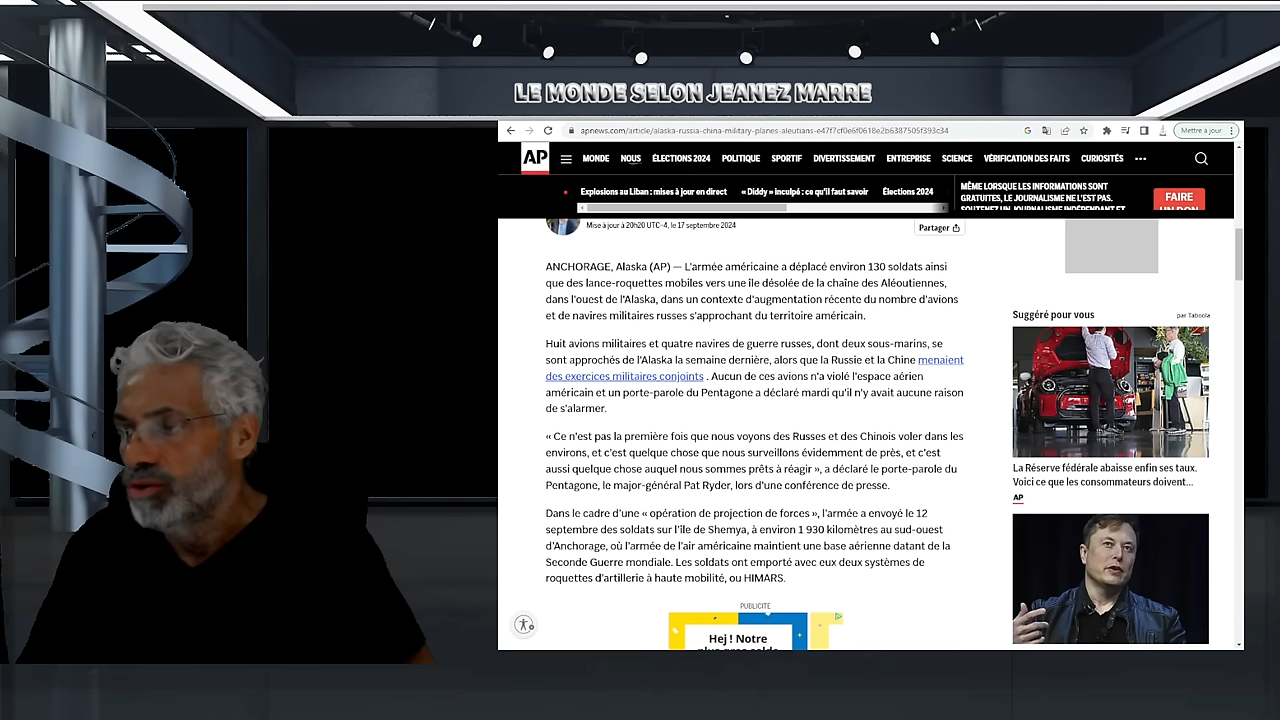 LE MONDE SELON JEANEZ MARRE
apnews.com/article/alaska-russia-china-military-planes-aleutians-e47f7cf0e6f0618e2b6387505f393c34
Mettre à jour
AP
MONDE NOUS ÉLECTIONS 2024 POLITIQUE SPORTIF DIVERTISSEMENT ENTREPRISE SCIENCE VÉRIFICATION DES FAITS CURIOSITÉS
Explosions au Liban : mises à jour en direct « Diddy » inculpé : ce qu'il faut savoir Élections 2024
MÊME LORSQUE LES INFORMATIONS SONT
GRATUITES, LE JOURNALISME NE L'EST PAS.
SOUTENEZ UN JOURNALISME INDÉPENDANT ET
FAIRE
UN DON
Mise à jour à 20h20 UTC-4, le 17 septembre 2024
Partager
ANCHORAGE, Alaska (AP) — L'armée américaine a déplacé environ 130 soldats ainsi
que des lance-roquettes mobiles vers une île désolée de la chaîne des Aléoutiennes,
dans l'ouest de l'Alaska, dans un contexte d'augmentation récente du nombre d'avions
et de navires militaires russes s'approchant du territoire américain.
Huit avions militaires et quatre navires de guerre russes, dont deux sous-marins, se
sont approchés de l'Alaska la semaine dernière, alors que la Russie et la Chine menaient
des exercices militaires conjoints . Aucun de ces avions n'a violé l'espace aérien
américain et un porte-parole du Pentagone a déclaré mardi qu'il n'y avait aucune raison
de s'alarmer.
« Ce n'est pas la première fois que nous voyons des Russes et des Chinois voler dans les
environs, et c'est quelque chose que nous surveillons évidemment de près, et c'est
aussi quelque chose auquel nous sommes prêts à réagir », a déclaré le porte-parole du
Pentagone, le major-général Pat Ryder, lors d'une conférence de presse.
Dans le cadre d'une « opération de projection de forces », l'armée a envoyé le 12
septembre des soldats sur l'île de Shemya, à environ 1 930 kilomètres au sud-ouest
d'Anchorage, où l'armée de l'air américaine maintient une base aérienne datant de la
Seconde Guerre mondiale. Les soldats ont emporté avec eux deux systèmes de
roquettes d'artillerie à haute mobilité, ou HIMARS.
PUBLICITÉ
Hej ! Notre
plus gros solde
Suggéré pour vous
par Taboola
La Réserve fédérale abaisse enfin ses taux.
Voici ce que les consommateurs doivent...
AP